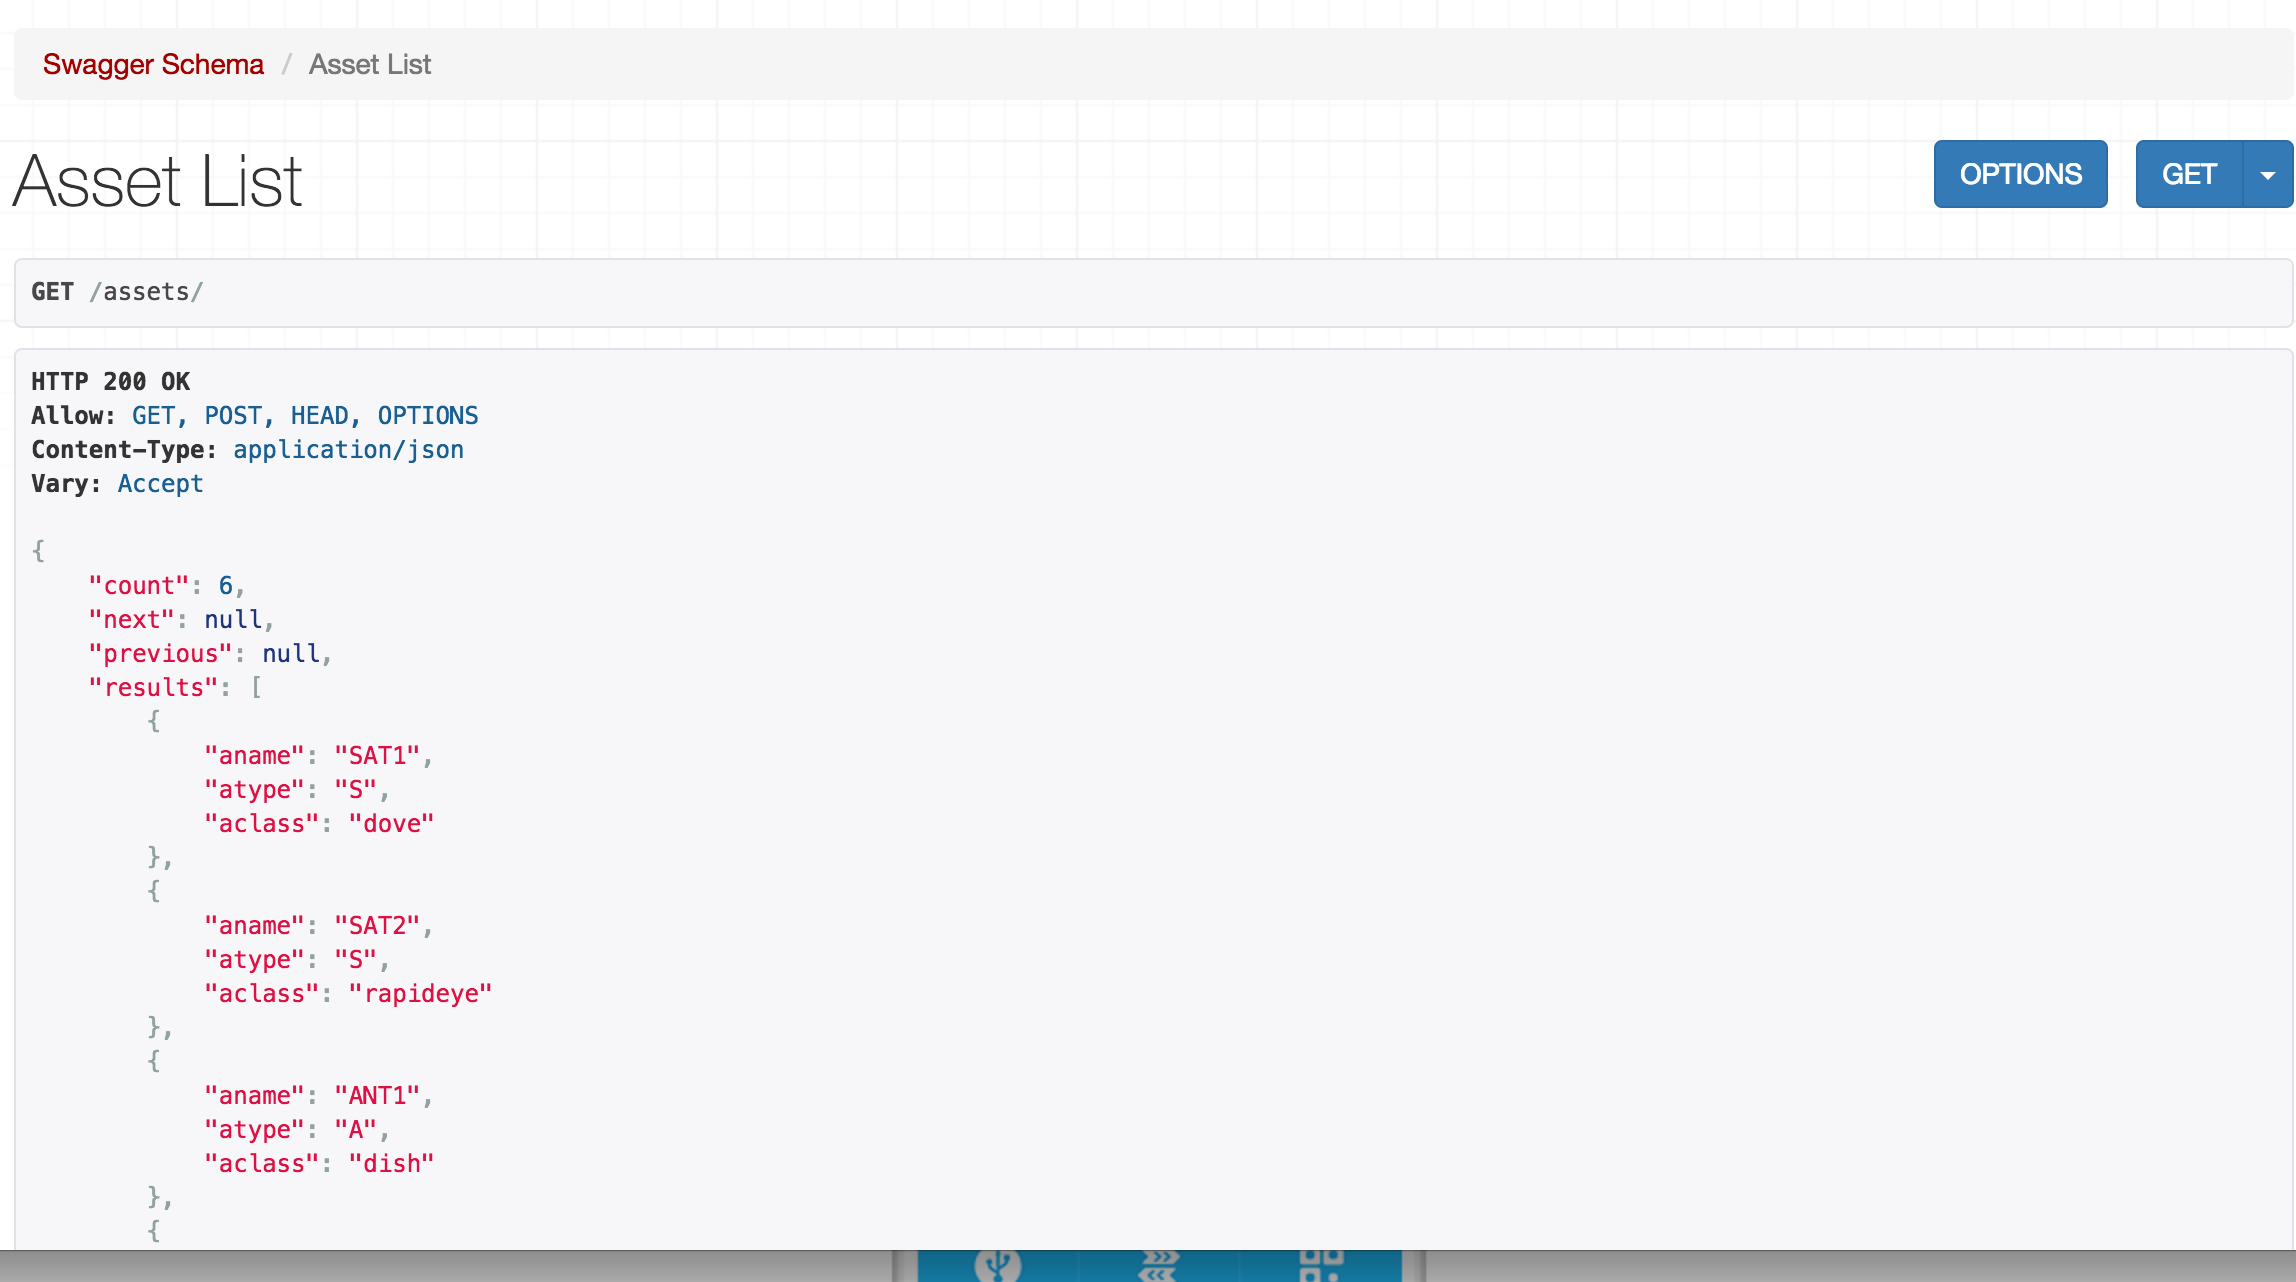 Swagger Schema / Asset List
Asset List
OPTIONS GET
GET /assets/
HTTP 200 OK
Allow: GET, POST, HEAD, OPTIONS
Content-Type: application/json
Vary: Accept
{
    "count": 6,
    "next": null,
    "previous": null,
    "results": [
        {
            "aname": "SAT1",
            "atype": "S",
            "aclass": "dove"
        },
        {
            "aname": "SAT2",
            "atype": "S",
            "aclass": "rapideye"
        },
        {
            "aname": "ANT1",
            "atype": "A",
            "aclass": "dish"
        },
        {